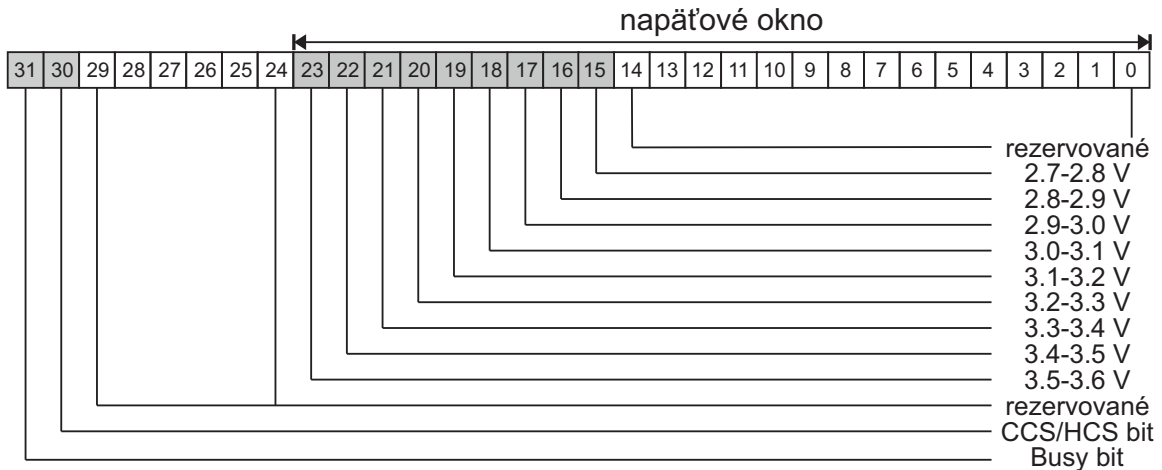 napäťové okno
31 30 29 28 27 26 25 24 23 22 21 20 19 18 17 16 15 14 13 12 11 10 9 8 7 6 5 4 3 2 1 0
rezervované
2.7-2.8 V
2.8-2.9 V
2.9-3.0 V
3.0-3.1 V
3.1-3.2 V
3.2-3.3 V
3.3-3.4 V
3.4-3.5 V
3.5-3.6 V
rezervované
CCS/HCS bit
Busy bit